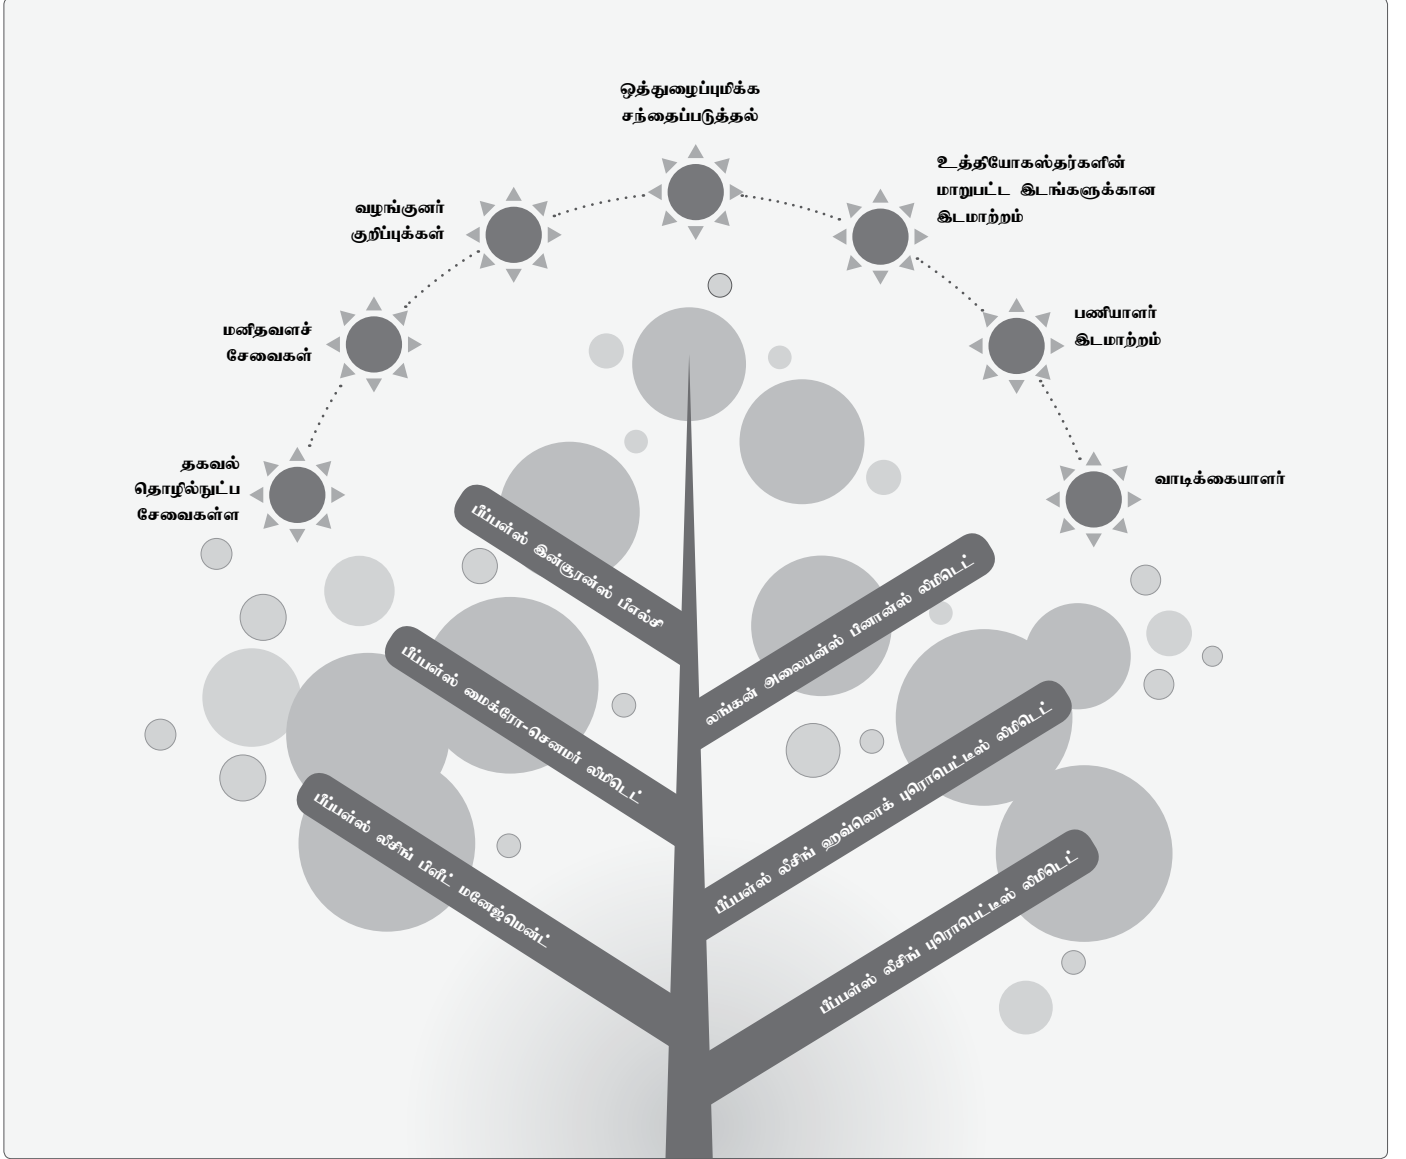 ஒத்துழைப்புமிக்க
சந்தைப்படுத்தல்
உத்தியோகஸ்தர்களின்
மாறுபட்ட இடங்களுக்கான
இடமாற்றம்
வழங்குனர்
குறிப்புக்கள்
பணியாளர்
இடமாற்றம்
மனிதவளச்
சேவைகள்
தகவல்
தொழில்நுட்ப
சேவைகள்ள
வாடிக்கையாளர்
பீப்பள்ஸ் இன்சூரன்ஸ் பீஎல்சி
லங்கன் அலையன்ஸ் பீனான்ஸ் லிமிடெட்
பீப்பள்ஸ் மைக்ரோ-செனமர் லிமிடெட்
பீப்பள்ஸ் லீசிங் ஹவ்லொக் புரொபெட்டீஸ் லிமிடெட்
பீப்பள்ஸ் லீசிங் பிளீட் மனேஜ்மென்ட்
பீப்பள்ஸ் லீசிங் புரொபெட்டீஸ் லிமிடெட்